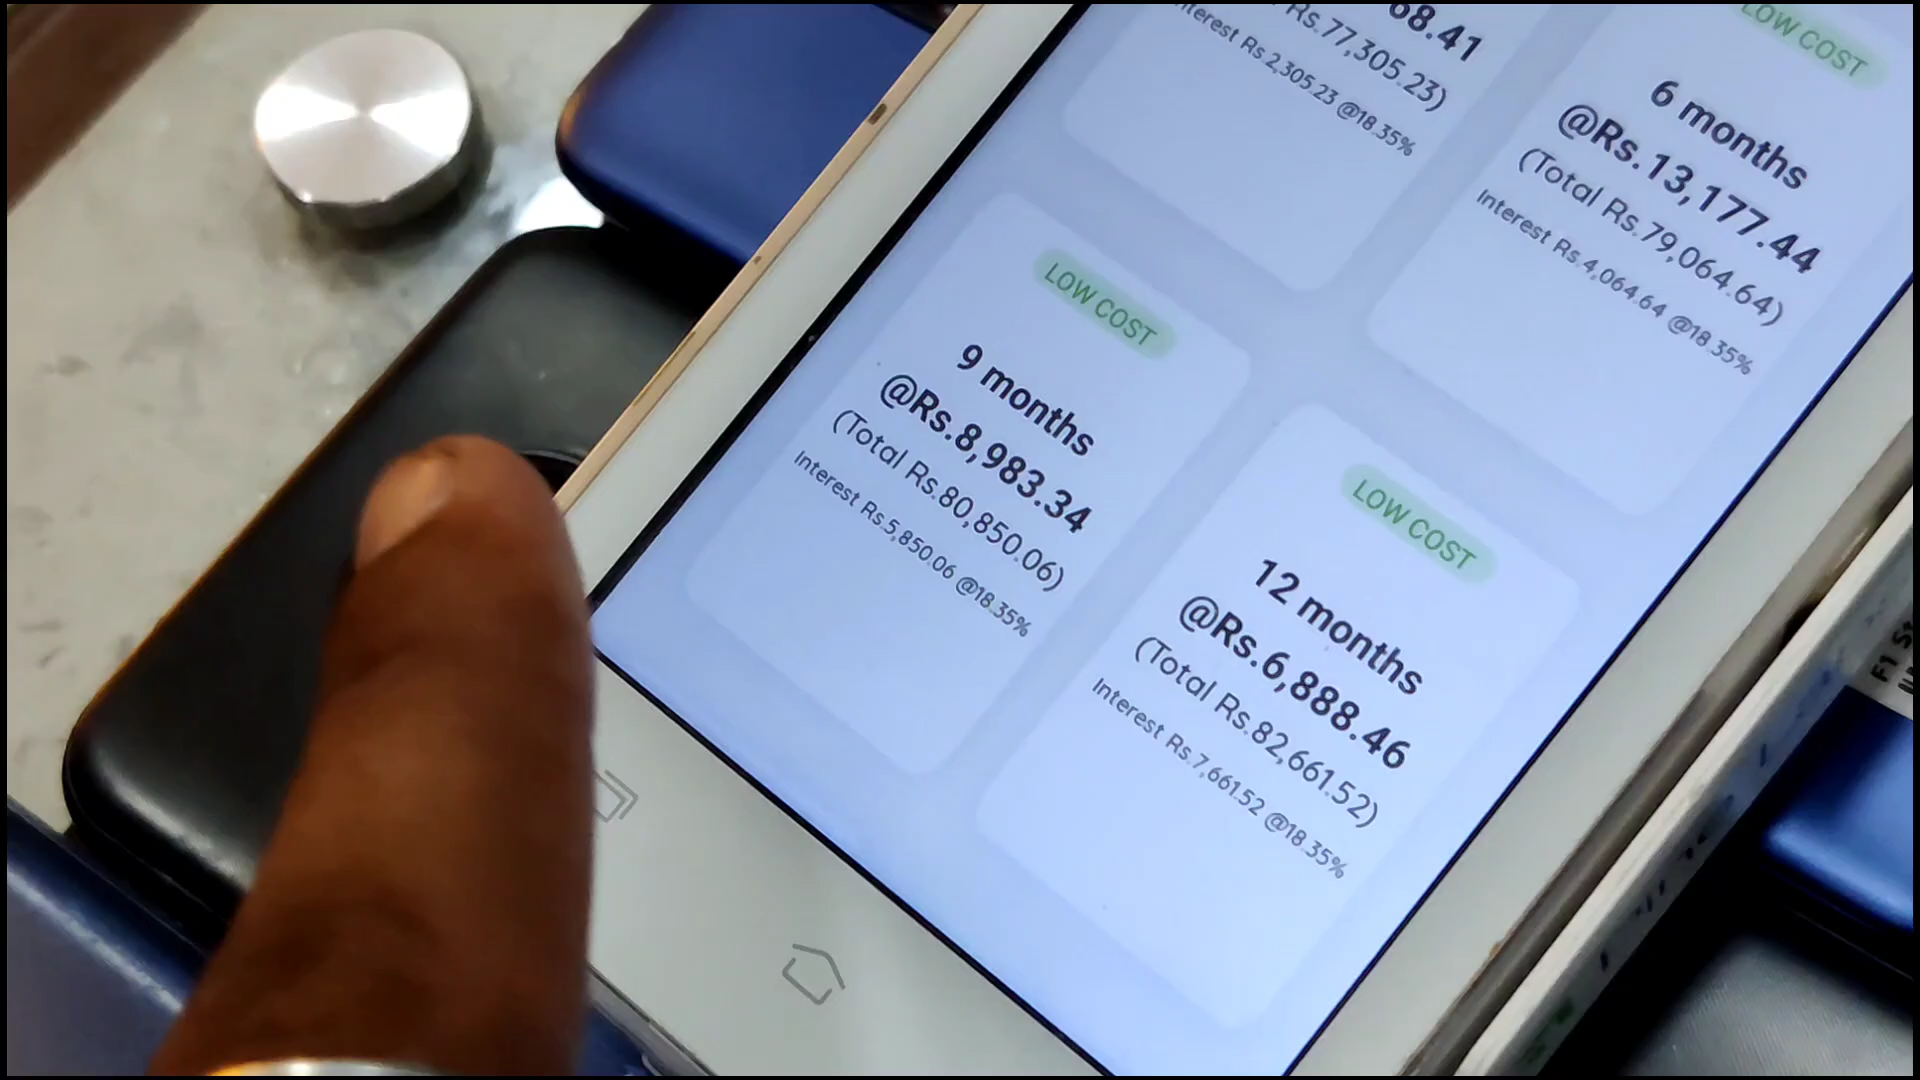 68.41
Rs.77,305.23)
Interest Rs.2,305.23 @18.35%
LOW COST
6 months
@Rs.13,177.44
(Total Rs.79,064.64)
Interest Rs.4,064.64 @18.35%
LOW COST
9 months
@Rs.8,983.34
(Total Rs.80,850.06)
Interest Rs.5,850.06 @18.35%
LOW COST
12 months
@Rs.6,888.46
(Total Rs.82,661.52)
Interest Rs.7,661.52 @18.35%
F1